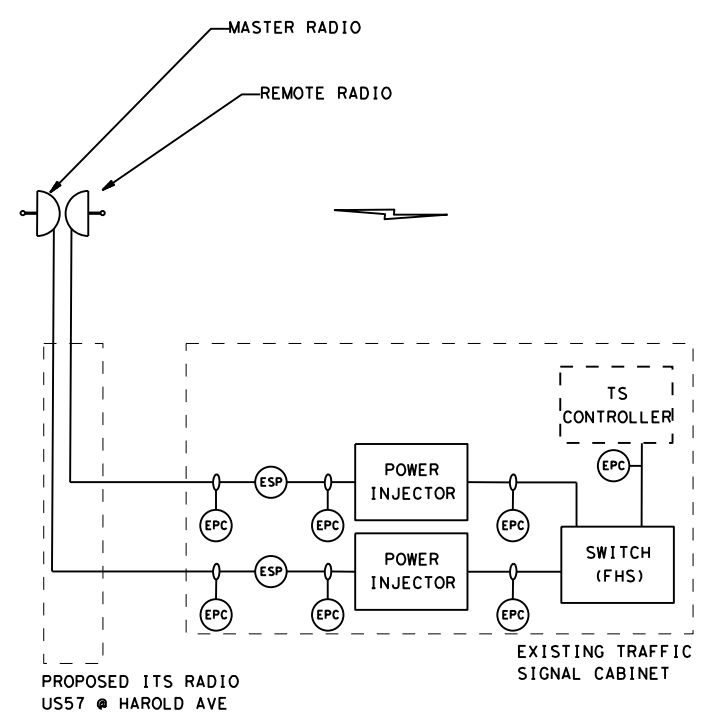 MASTER RADIO
REMOTE RADIO
TS
CONTROLLER
EPC
POWER
INJECTOR
ESP
EPC
EPC
EPC
POWER
INJECTOR
SWITCH
(FHS)
ESP
EPC
EPC
EPC
EXISTING TRAFFIC
SIGNAL CABINET
PROPOSED ITS RADIO
US57 @ HAROLD AVE